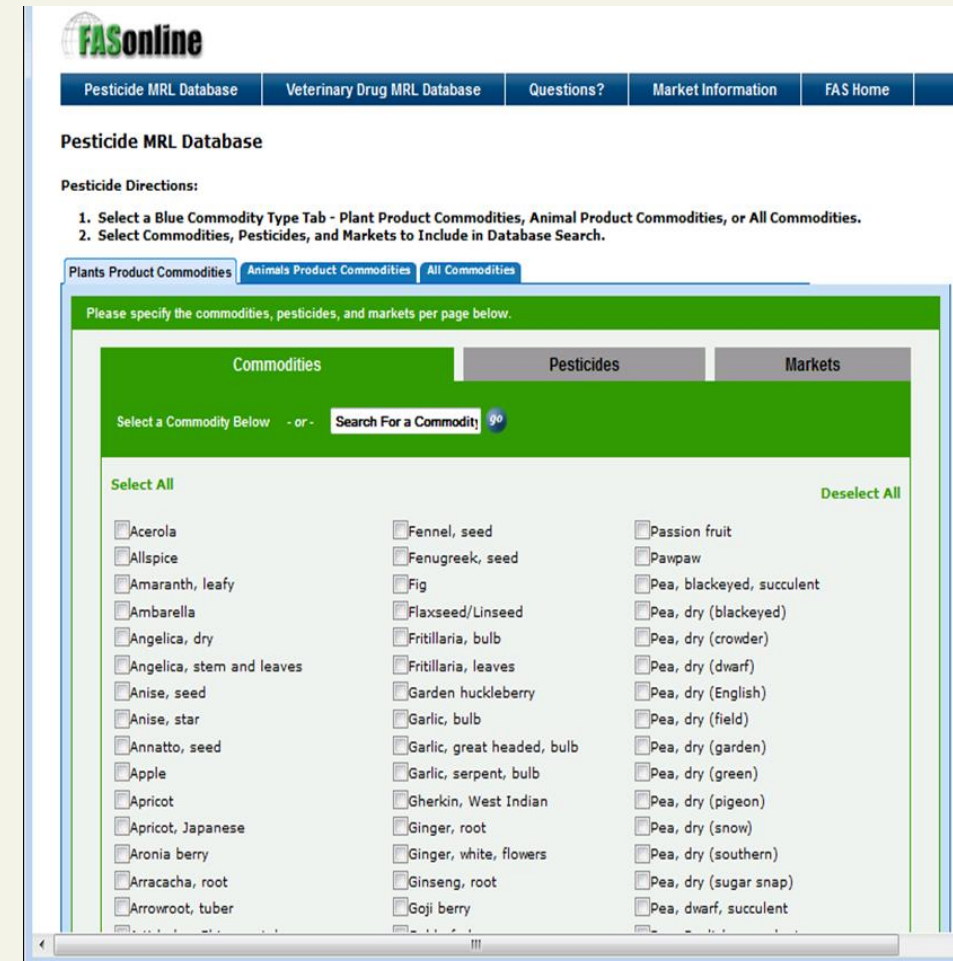 FASonline
Pesticide MRL Database Veterinary Drug MRL Database Questions? Market Information FAS Home
Pesticide MRL Database
Pesticide Directions:
1. Select a Blue Commodity Type Tab - Plant Product Commodities, Animal Product Commodities, or All Commodities.
2. Select Commodities, Pesticides, and Markets to Include in Database Search.
Plants Product Commodities Animals Product Commodities All Commodities
Please specify the commodities, pesticides, and markets per page below.
Commodities Pesticides Markets
Select a Commodity Below - or - Search For a Commodity go
Select All
Deselect All
Acerola Fennel, seed Passion fruit
Allspice Fenugreek, seed Pawpaw
Amaranth, leafy Fig Pea, blackeyed, succulent
Ambarella Flaxseed/Linseed Pea, dry (blackeyed)
Angelica, dry Fritillaria, bulb Pea, dry (crowder)
Angelica, stem and leaves Fritillaria, leaves Pea, dry (dwarf)
Anise, seed Garden huckleberry Pea, dry (English)
Anise, star Garlic, bulb Pea, dry (field)
Annatto, seed Garlic, great headed, bulb Pea, dry (garden)
Apple Garlic, serpent, bulb Pea, dry (green)
Apricot Gherkin, West Indian Pea, dry (pigeon)
Apricot, Japanese Ginger, root Pea, dry (snow)
Aronia berry Ginger, white, flowers Pea, dry (southern)
Arracacha, root Ginseng, root Pea, dry (sugar snap)
Arrowroot, tuber Goji berry Pea, dwarf, succulent